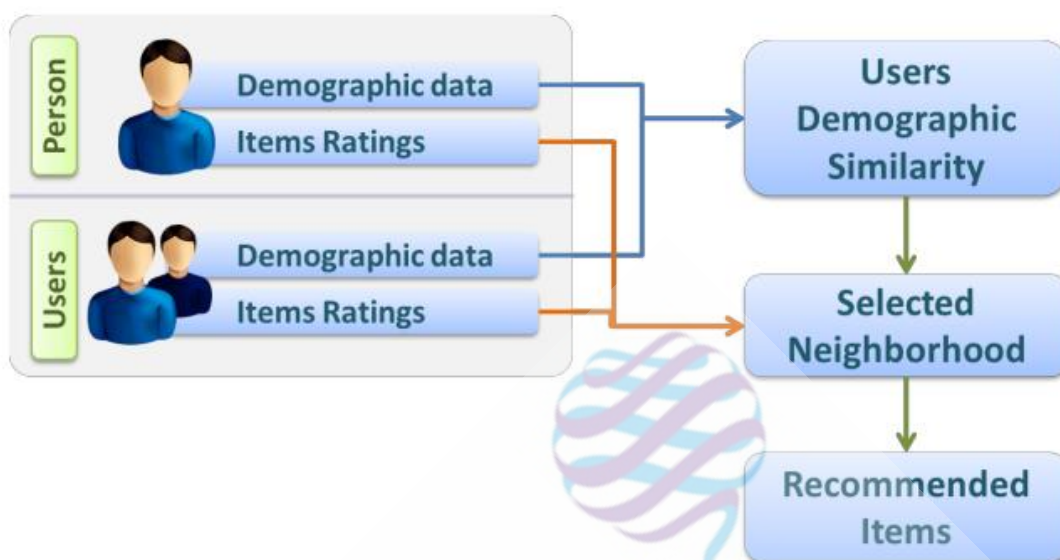 Person
Demographic data
Items Ratings
Users
Demographic data
Items Ratings
Users
Demographic
Similarity
Selected
Neighborhood
Recommended
Items